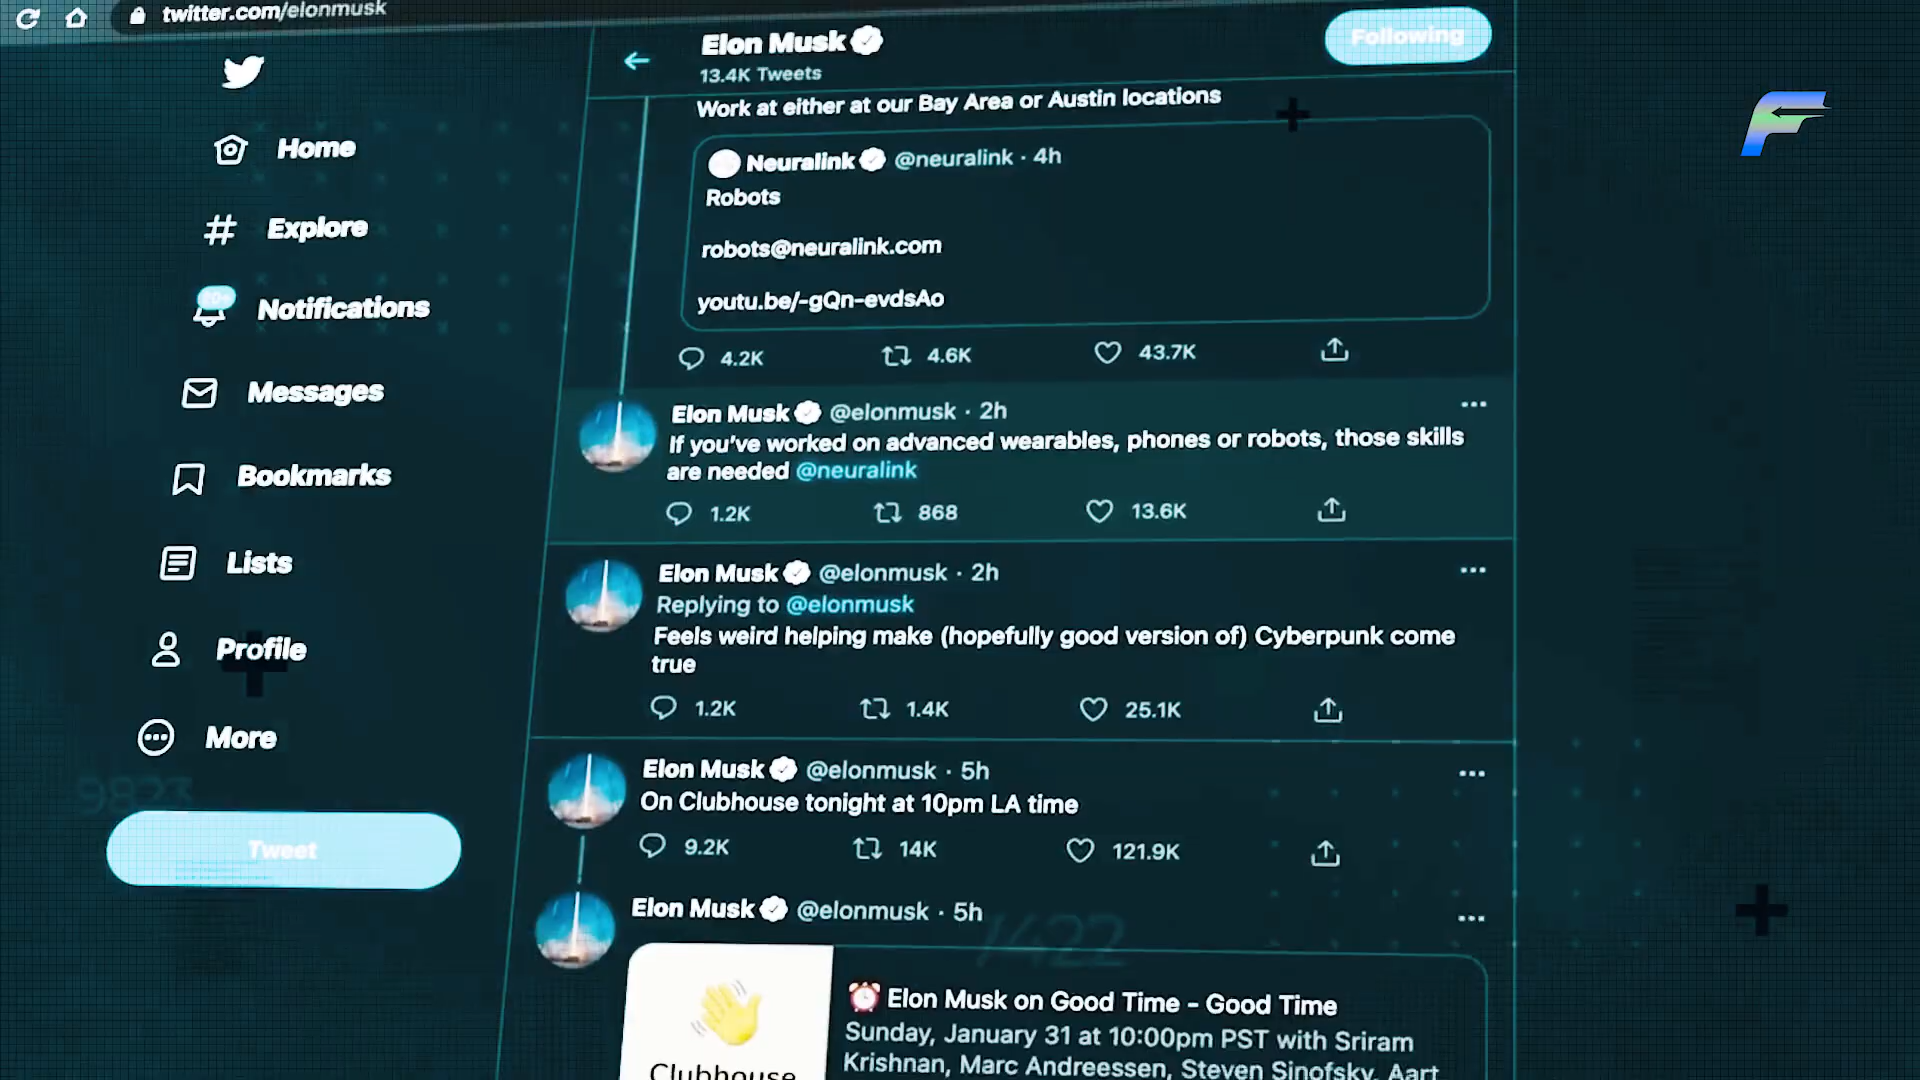 twitter.com/elonmusk
Elon Musk
13.4K Tweets
Following
Home
Explore
20+
Notifications
Messages
Bookmarks
Lists
Profile
More
Tweet
Work at either at our Bay Area or Austin locations
Neuralink @neuralink · 4h
Robots
robots@neuralink.com
youtu.be/-gQn-evdsAo
4.2K 4.6K 43.7K
Elon Musk @elonmusk · 2h
If you've worked on advanced wearables, phones or robots, those skills
are needed @neuralink
1.2K 868 13.6K
Elon Musk @elonmusk · 2h
Replying to @elonmusk
Feels weird helping make (hopefully good version of) Cyberpunk come
true
1.2K 1.4K 25.1K
Elon Musk @elonmusk · 5h
On Clubhouse tonight at 10pm LA time
9.2K 14K 121.9K
Elon Musk @elonmusk · 5h
Clubhouse
⏰ Elon Musk on Good Time - Good Time
Sunday, January 31 at 10:00pm PST with Sriram
Krishnan, Marc Andreessen, Steven Sinofsky, Aart
9823
1422
F